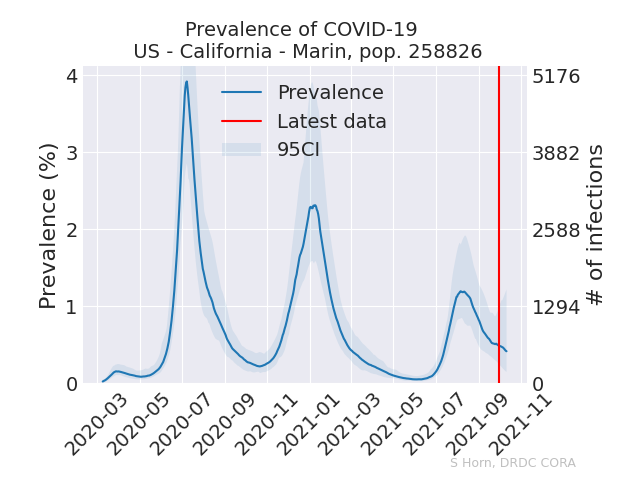 Prevalence of COVID-19
US - California - Marin, pop. 258826
Prevalence (%)
4
3
2
1
0
Prevalence
Latest data
95CI
5176
3882
2588
1294
0
# of infections
2020-03
2020-05
2020-07
2020-09
2020-11
2021-01
2021-03
2021-05
2021-07
2021-09
2021-11
S Horn, DRDC CORA